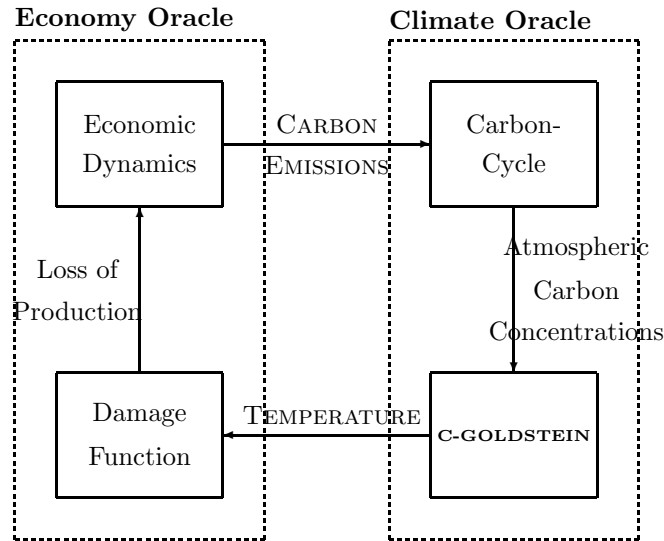 Economy Oracle
Climate Oracle
Economic
Dynamics
CARBON
EMISSIONS
Carbon-
Cycle
Loss of
Production
Atmospheric
Carbon
Concentrations
Damage
Function
TEMPERATURE
C-GOLDSTEIN